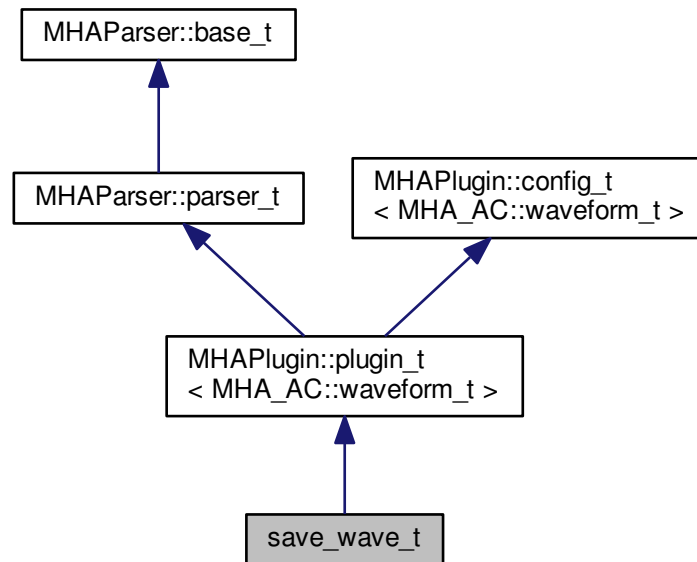 MHAParser::base_t
MHAParser::parser_t
MHAPlugin::config_t
< MHA_AC::waveform_t >
MHAPlugin::plugin_t
< MHA_AC::waveform_t >
save_wave_t